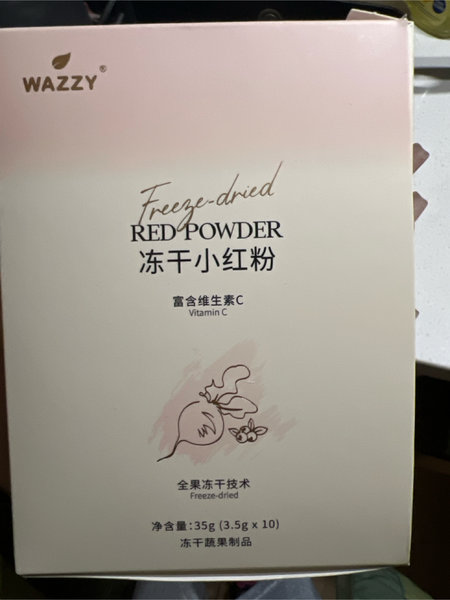 WAZZY®
Freeze-dried
RED POWDER
冻干小红粉
富含维生素C
Vitamin C
全果冻干技术
Freeze-dried
净含量:35g (3.5g x 10)
冻干蔬果制品